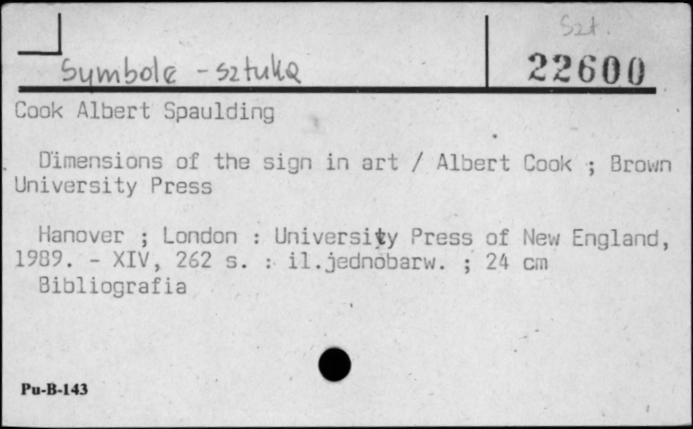 Szt.
Symbole - sztuka
22600
Cook Albert Spaulding
Dimensions of the sign in art / Albert Cook ; Brown
University Press
Hanover ; London : University Press of New England,
1989. - XIV, 262 s. : il.jednobarw. ; 24 cm
Bibliografia
Pu-B-143